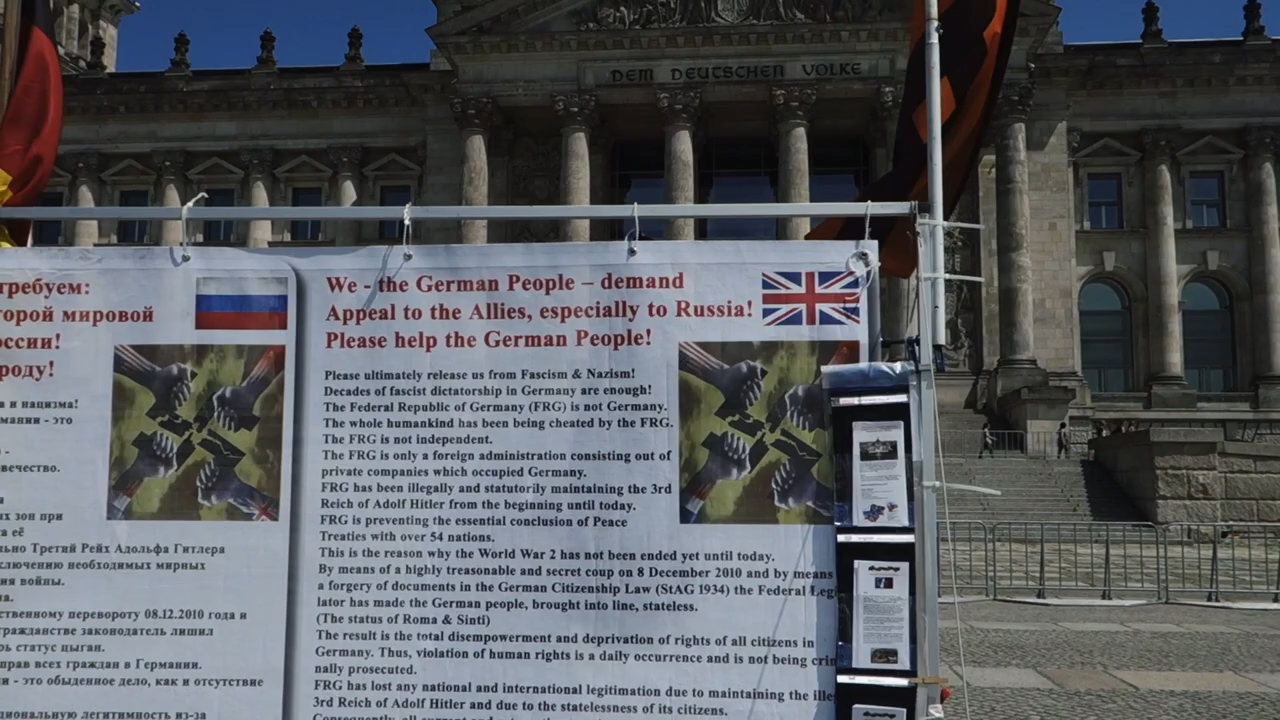 DEM DEUTSCHEN VOLKE
требуем:
торой мировой
оссии!
роду!
а и нацизма!
мании - это
вечество.
ых зон при
та её
льно Третий Рейх Адольфа Гитлера
ключению необходимых мирных
ия войны.
а.
ственному перевороту 08.12.2010 года и
гражданстве законодатель лишил
рь статус цыган.
прав всех граждан в Германии.
и - это обыденное дело, как и отсутствие
циональную легитимность из-за
We - the German People – demand
Appeal to the Allies, especially to Russia!
Please help the German People!
Please ultimately release us from Fascism & Nazism!
Decades of fascist dictatorship in Germany are enough!
The Federal Republic of Germany (FRG) is not Germany.
The whole humankind has been being cheated by the FRG.
The FRG is not independent.
The FRG is only a foreign administration consisting out of
private companies which occupied Germany.
FRG has been illegally and statutorily maintaining the 3rd
Reich of Adolf Hitler from the beginning until today.
FRG is preventing the essential conclusion of Peace
Treaties with over 54 nations.
This is the reason why the World War 2 has not been ended yet until today.
By means of a highly treasonable and secret coup on 8 December 2010 and by means
a forgery of documents in the German Citizenship Law (StAG 1934) the Federal Legi
lator has made the German people, brought into line, stateless.
(The status of Roma & Sinti)
The result is the total disempowerment and deprivation of rights of all citizens in
Germany. Thus, violation of human rights is a daily occurrence and is not being crim
nally prosecuted.
FRG has lost any national and international legitimation due to maintaining the ille
3rd Reich of Adolf Hitler and due to the statelessness of its citizens.